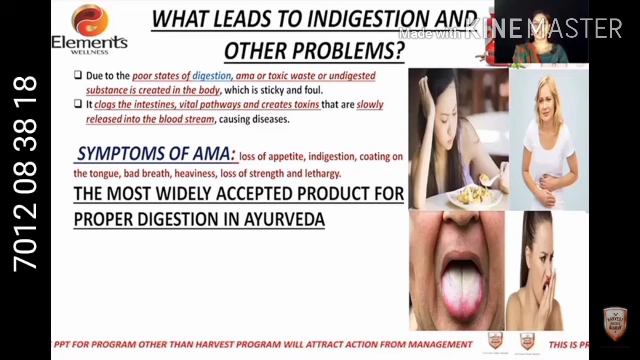 WHAT LEADS TO INDIGESTION AND
OTHER PROBLEMS?
Made with KINEMASTER
Elements
WELLNESS
Due to the poor states of digestion, ama or toxic waste or undigested
substance is created in the body, which is sticky and foul.
It clogs the intestines, vital pathways and creates toxins that are slowly
released into the blood stream, causing diseases.
SYMPTOMS OF AMA: loss of appetite, indigestion, coating on
the tongue, bad breath, heaviness, loss of strength and lethargy.
THE MOST WIDELY ACCEPTED PRODUCT FOR
PROPER DIGESTION IN AYURVEDA
7012 08 38 18
PPT FOR PROGRAM OTHER THAN HARVEST PROGRAM WILL ATTRACT ACTION FROM MANAGEMENT
THIS IS
HARVEST